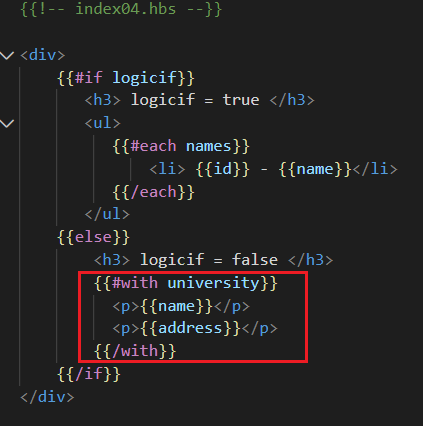 {{!-- index04.hbs --}}
<div>
{{#if logicif}}
<h3> logicif = true </h3>
<ul>
{{#each names}}
<li> {{id}} - {{name}}</li>
{{/each}}
</ul>
{{else}}
<h3> logicif = false </h3>
{{#with university}}
<p>{{name}}</p>
<p>{{address}}</p>
{{/with}}
{{/if}}
</div>